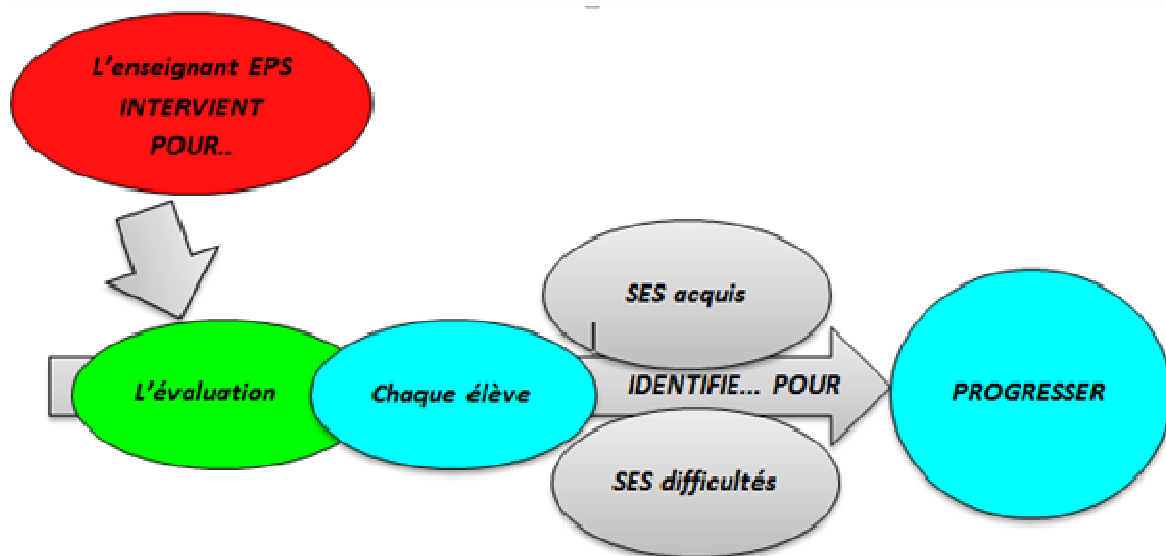 L'enseignant EPS
INTERVIENT
POUR..
SES acquis
L'évaluation
Chaque élève
IDENTIFIE... POUR
PROGRESSER
SES difficultés